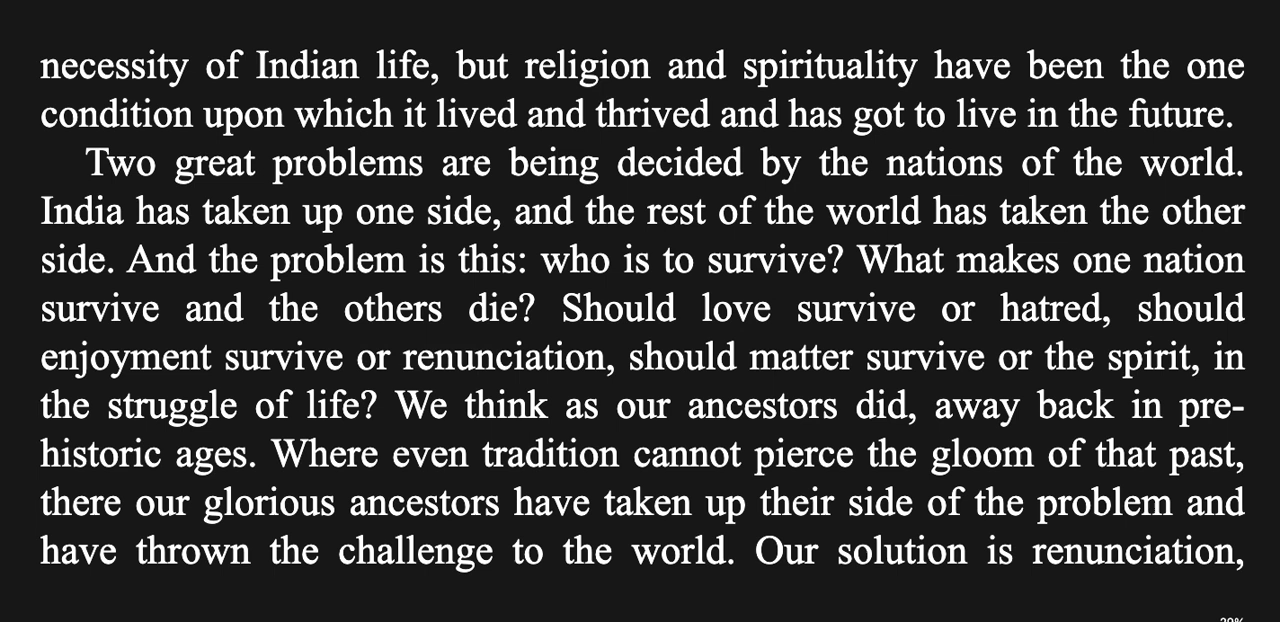 necessity of Indian life, but religion and spirituality have been the one
condition upon which it lived and thrived and has got to live in the future.
Two great problems are being decided by the nations of the world.
India has taken up one side, and the rest of the world has taken the other
side. And the problem is this: who is to survive? What makes one nation
survive and the others die? Should love survive or hatred, should
enjoyment survive or renunciation, should matter survive or the spirit, in
the struggle of life? We think as our ancestors did, away back in pre-
historic ages. Where even tradition cannot pierce the gloom of that past,
there our glorious ancestors have taken up their side of the problem and
have thrown the challenge to the world. Our solution is renunciation,